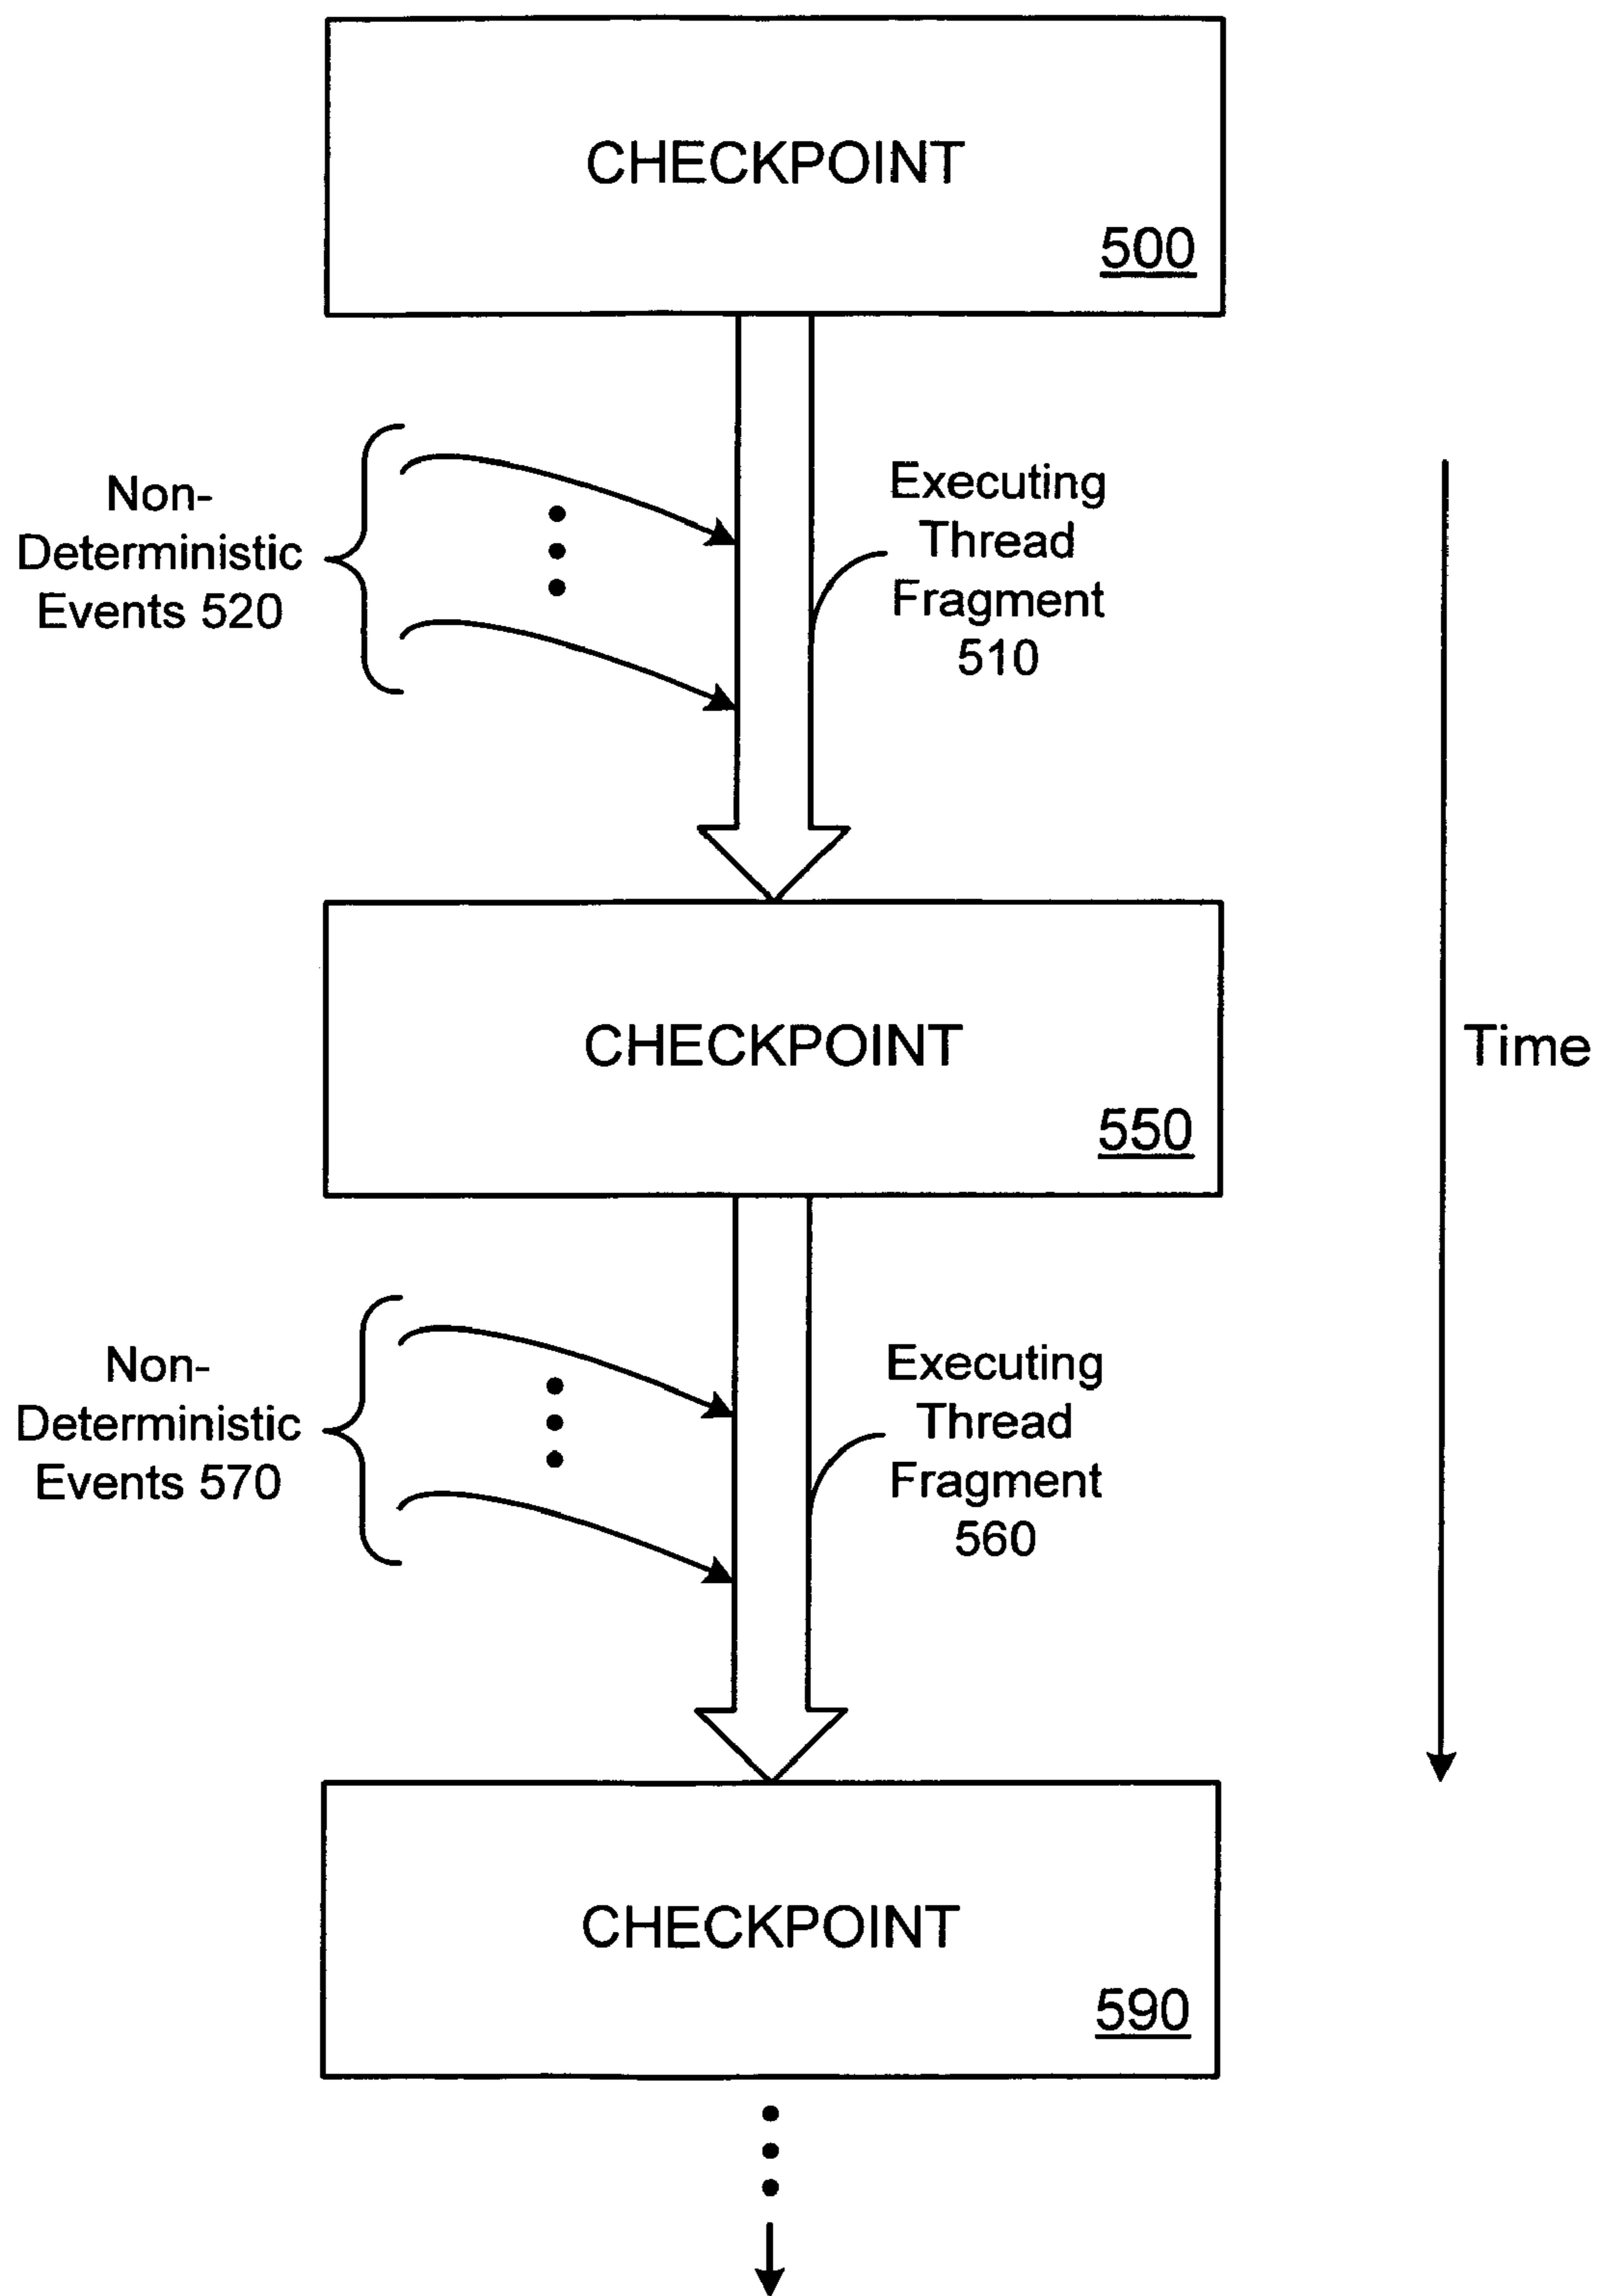 CHECKPOINT
500
Non-
Deterministic
Events 520
Executing
Thread
Fragment
510
CHECKPOINT
550
Time
Non-
Deterministic
Events 570
Executing
Thread
Fragment
560
CHECKPOINT
590